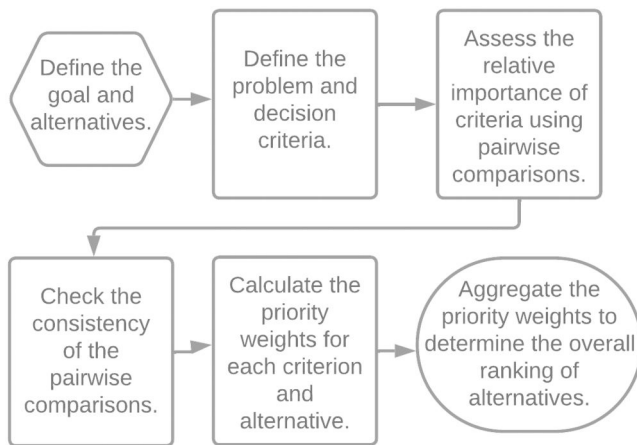 Define the
goal and
alternatives.
Define the
problem and
decision
criteria.
Assess the
relative
importance of
criteria using
pairwise
comparisons.
Check the
consistency
of the
pairwise
comparisons.
Calculate the
priority
weights for
each criterion
and
alternative.
Aggregate the
priority weights to
determine the overall
ranking of
alternatives.